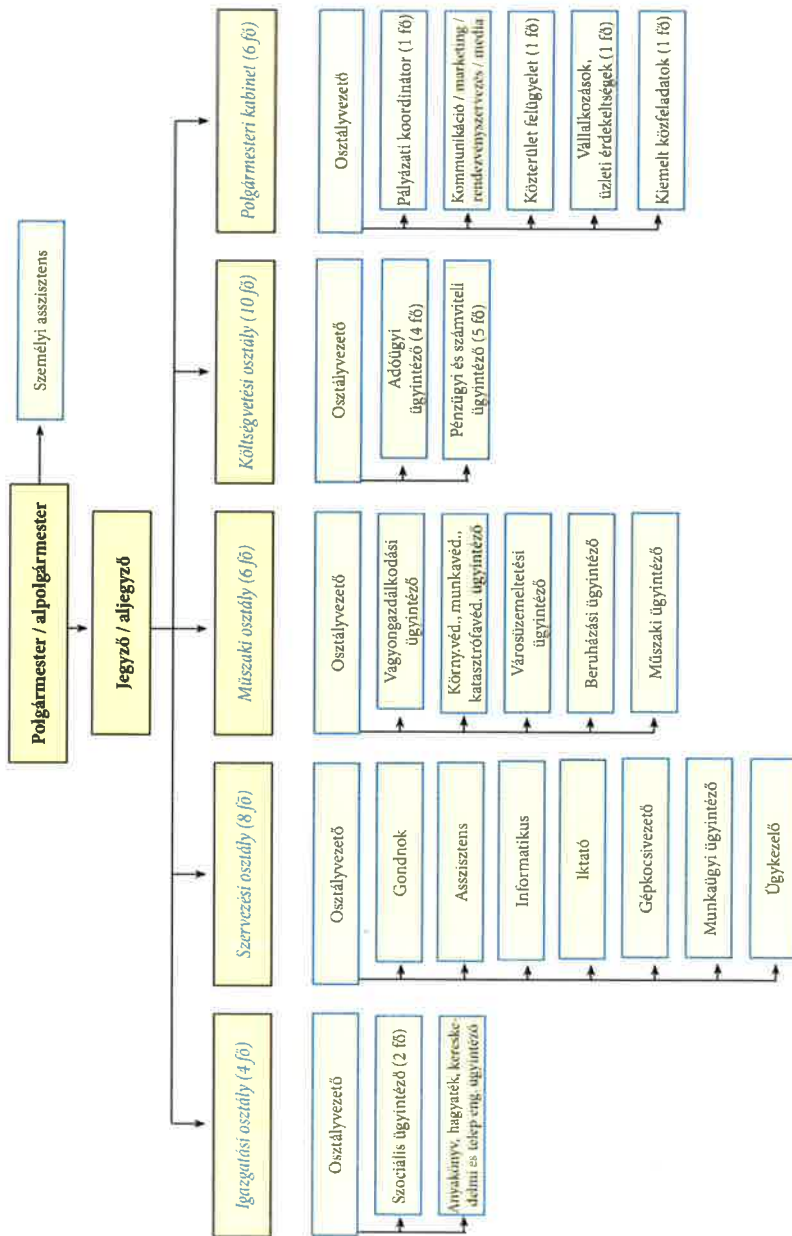 Polgármester / alpolgármester
Személyi asszisztens
Jegyző / aljegyző
Igazgatási osztály (4 fő)
Osztályvezető
Szociális ügyintéző (2 fő)
Anyakönyv, hagyaték, kereske-
delmi és telep eng. ügyintéző
Szervezési osztály (8 fő)
Osztályvezető
Gondnok
Asszisztens
Informatikus
Iktató
Gépkocsivezető
Munkaügyi ügyintéző
Ügykezelő
Műszaki osztály (6 fő)
Osztályvezető
Vagyongazdálkodási
ügyintéző
Körny.véd., munkavéd.,
katasztrófavéd. ügyintéző
Városüzemeltetési
ügyintéző
Beruházási ügyintéző
Műszaki ügyintéző
Költségvetési osztály (10 fő)
Osztályvezető
Adóügyi
ügyintéző (4 fő)
Pénzügyi és számviteli
ügyintéző (5 fő)
Polgármesteri kabinet (6 fő)
Osztályvezető
Pályázati koordinátor (1 fő)
Kommunikáció / marketing /
rendezvényszervezés / media
Közterület felügyelet (1 fő)
Vállalkozások,
üzleti érdekeltségek (1 fő)
Kiemelt közfeladatok (1 fő)